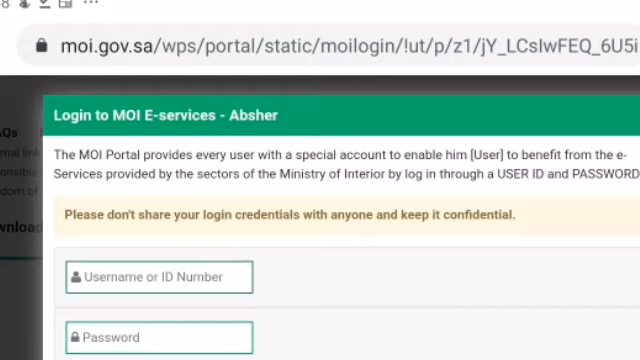 moi.gov.sa/wps/portal/static/moilogin/!ut/p/z1/jY_LCsIwFEQ_6U5i
Login to MOI E-services - Absher
The MOI Portal provides every user with a special account to enable him [User] to benefit from the e-
Services provided by the sectors of the Ministry of Interior by log in through a USER ID and PASSWORD
Please don't share your login credentials with anyone and keep it confidential.
Username or ID Number
Password